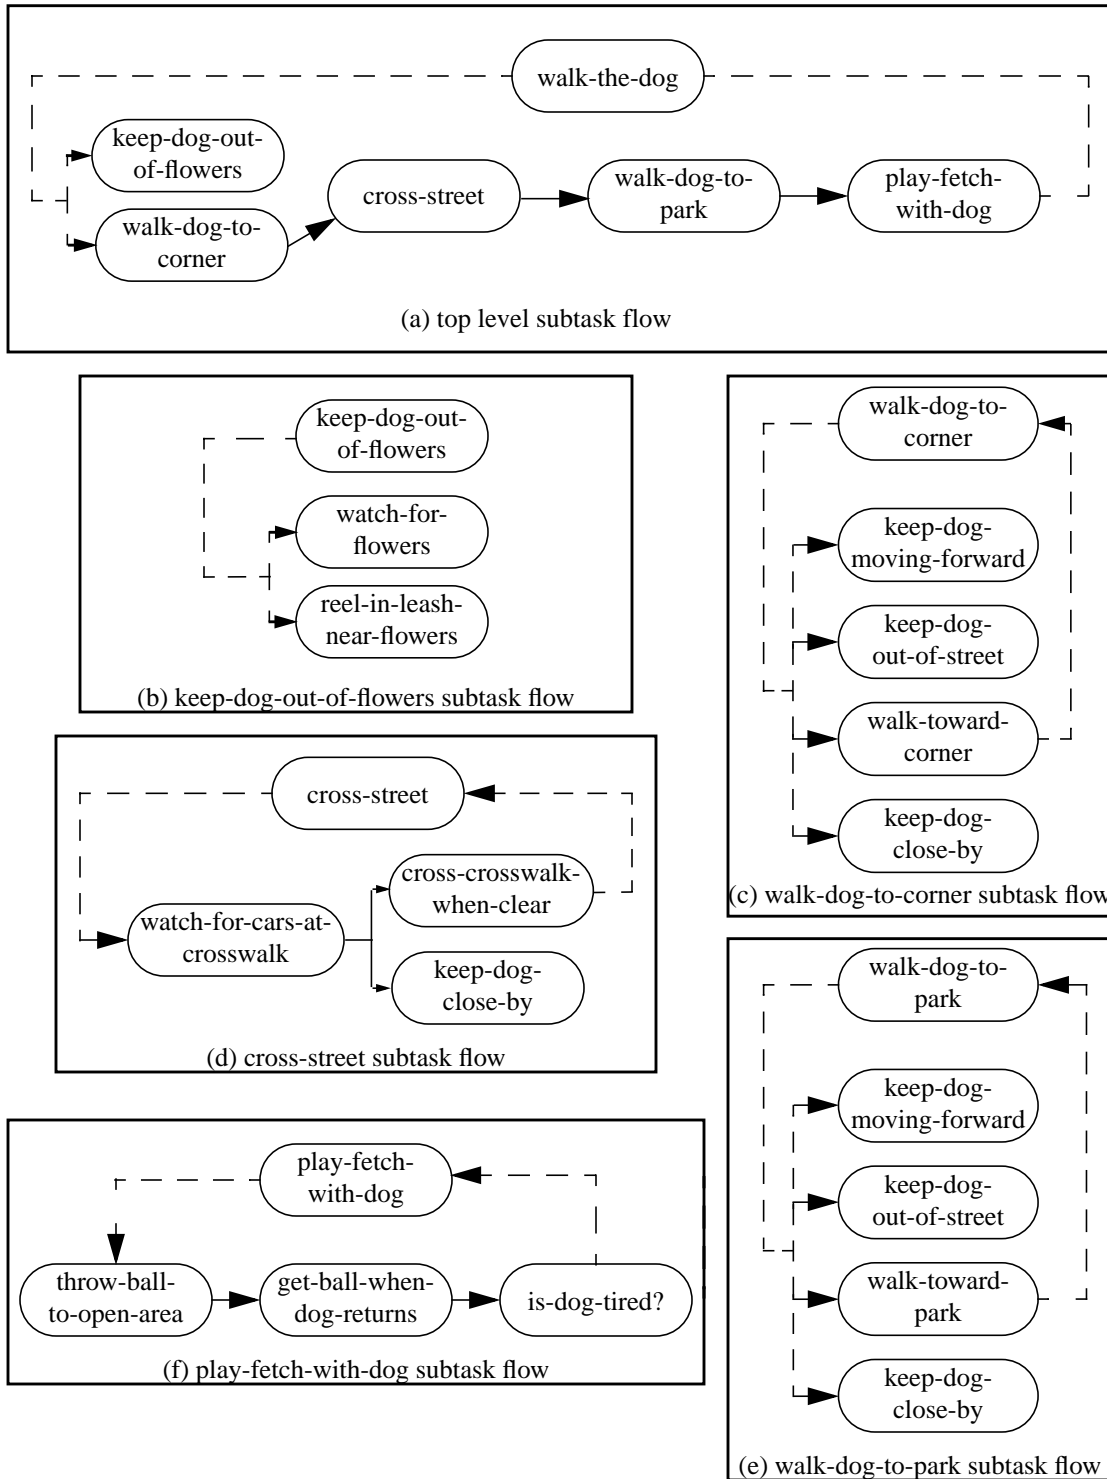 walk-the-dog
keep-dog-out-
of-flowers
walk-dog-to-
corner
cross-street
walk-dog-to-
park
play-fetch-
with-dog
(a) top level subtask flow
keep-dog-out-
of-flowers
watch-for-
flowers
reel-in-leash-
near-flowers
(b) keep-dog-out-of-flowers subtask flow
walk-dog-to-
corner
keep-dog-
moving-forward
keep-dog-
out-of-street
walk-toward-
corner
keep-dog-
close-by
(c) walk-dog-to-corner subtask flow
cross-street
watch-for-cars-at-
crosswalk
cross-crosswalk-
when-clear
keep-dog-
close-by
(d) cross-street subtask flow
walk-dog-to-
park
keep-dog-
moving-forward
keep-dog-
out-of-street
walk-toward-
park
keep-dog-
close-by
(e) walk-dog-to-park subtask flow
play-fetch-
with-dog
throw-ball-
to-open-area
get-ball-when-
dog-returns
is-dog-tired?
(f) play-fetch-with-dog subtask flow